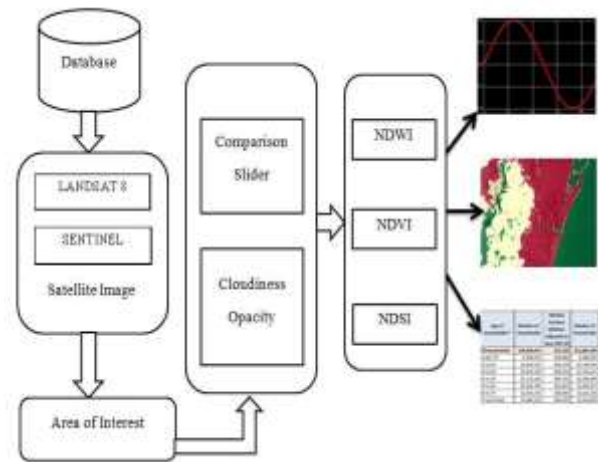 Database
LANDSAT 8
SENTINEL
Satellite Image
Area of Interest
Comparison
Slider
Cloudiness
Opacity
NDWI
NDVI
NDSI